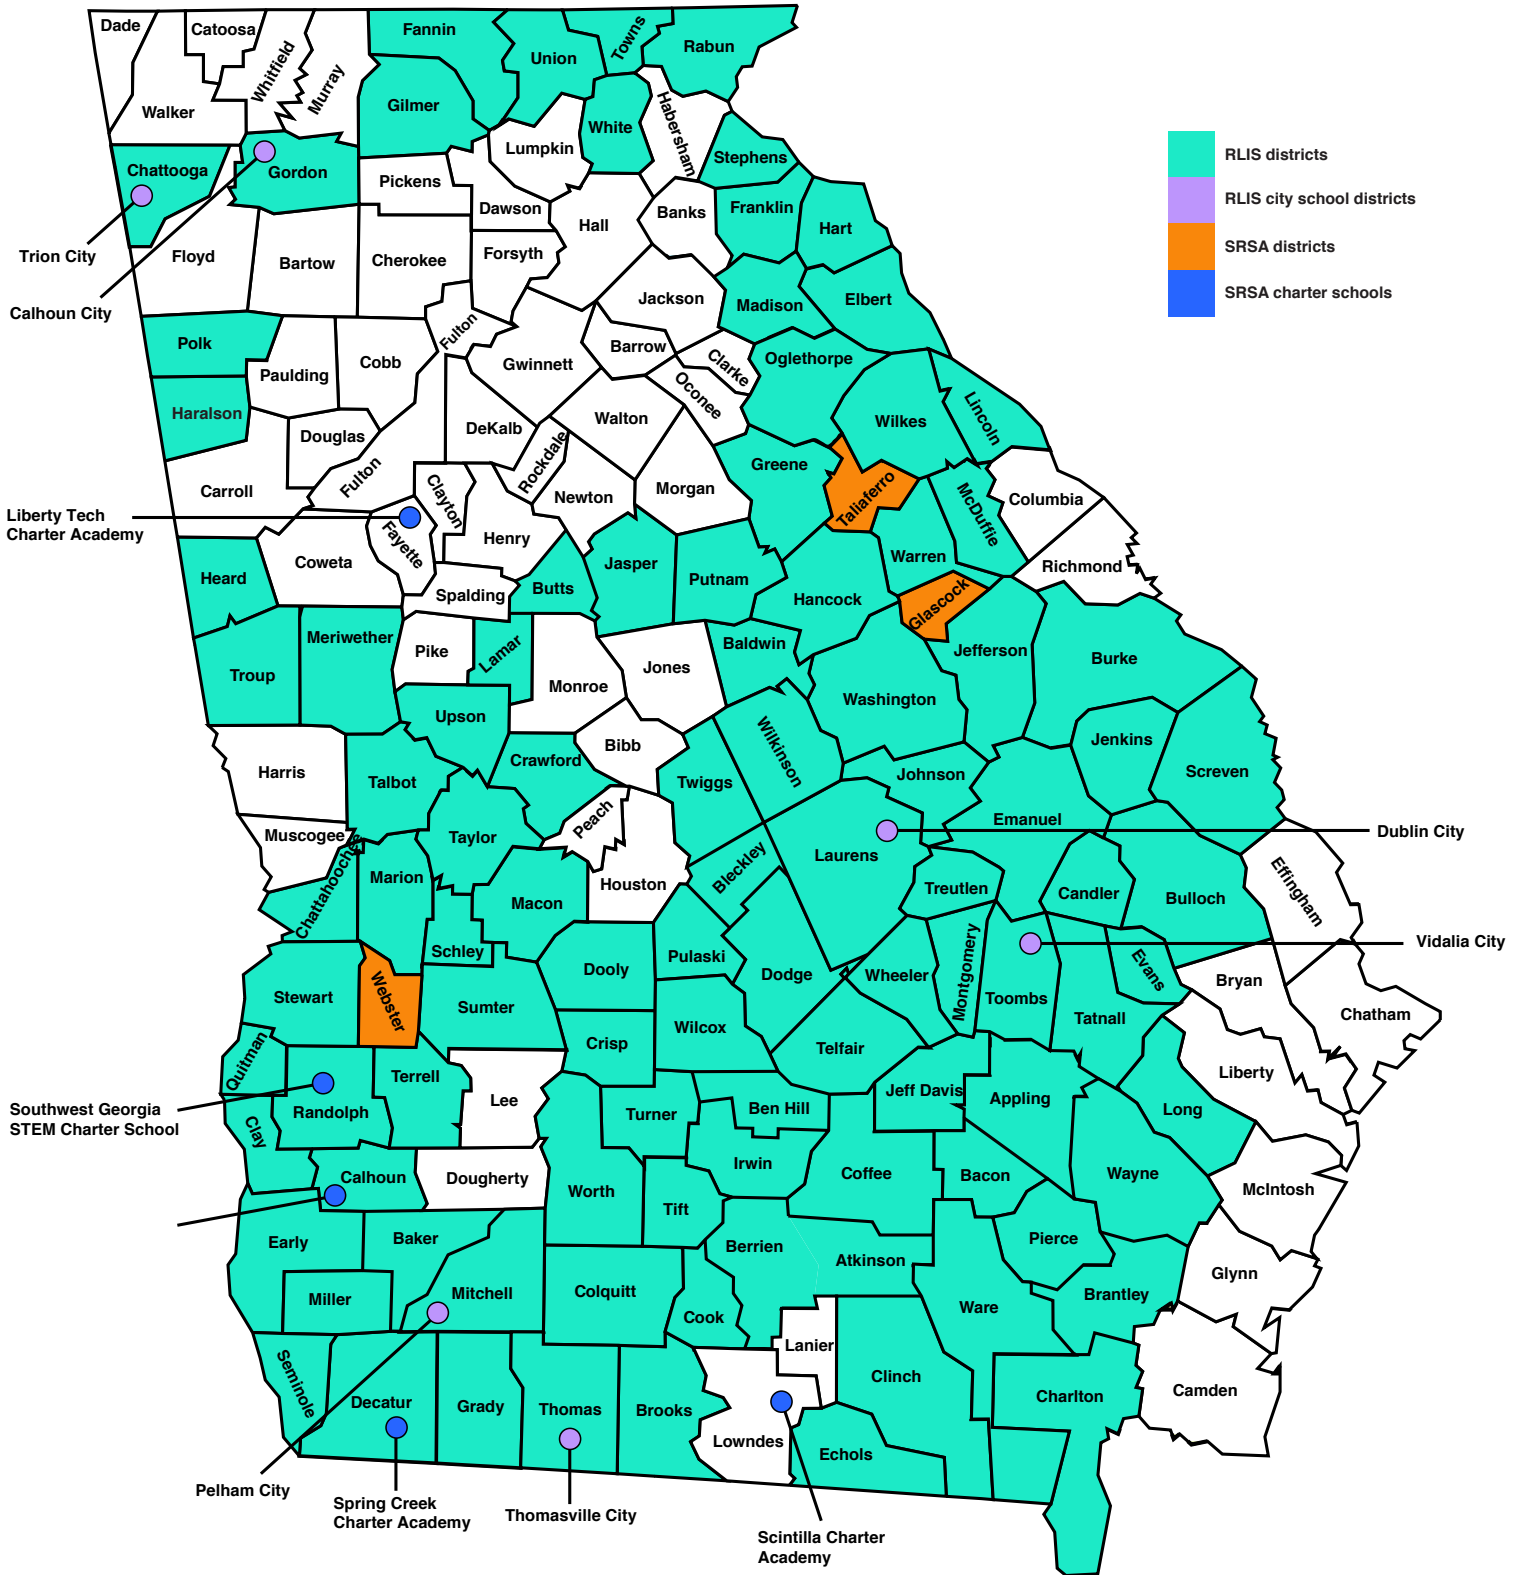 Dade
Catoosa
Whitfield
Murray
Fannin
Union
Towns
Rabun
Walker
Gilmer
White
Habersham
Lumpkin
Stephens
Chattooga
Gordon
Pickens
Dawson
Hall
Banks
Franklin
Hart
RLIS districts
RLIS city school districts
SRSA districts
SRSA charter schools
Trion City
Calhoun City
Floyd
Bartow
Cherokee
Forsyth
Jackson
Madison
Elbert
Polk
Paulding
Cobb
Fulton
Gwinnett
Barrow
Clarke
Oconee
Oglethorpe
Haralson
Douglas
DeKalb
Rockdale
Walton
Wilkes
Lincoln
Carroll
Fulton
Clayton
Newton
Morgan
Greene
Taliaferro
McDuffie
Columbia
Liberty Tech
Charter Academy
Heard
Coweta
Fayette
Henry
Spalding
Butts
Jasper
Putnam
Hancock
Warren
Glascock
Richmond
Troup
Meriwether
Pike
Lamar
Monroe
Jones
Baldwin
Washington
Jefferson
Burke
Upson
Harris
Talbot
Crawford
Bibb
Twiggs
Wilkinson
Johnson
Jenkins
Screven
Muscogee
Chattahoochee
Marion
Taylor
Peach
Houston
Bleckley
Laurens
Emanuel
Dublin City
Macon
Schley
Treutlen
Candler
Bulloch
Effingham
Vidalia City
Stewart
Webster
Sumter
Dooly
Pulaski
Dodge
Wheeler
Montgomery
Toombs
Tatnall
Evans
Bryan
Chatham
Quitman
Crisp
Wilcox
Telfair
Jeff Davis
Appling
Long
Liberty
Southwest Georgia
STEM Charter School
Randolph
Terrell
Lee
Turner
Ben Hill
Clay
Calhoun
Dougherty
Worth
Tift
Irwin
Coffee
Bacon
Wayne
McIntosh
Early
Baker
Mitchell
Miller
Colquitt
Berrien
Cook
Atkinson
Pierce
Ware
Brantley
Glynn
Seminole
Decatur
Grady
Thomas
Brooks
Lanier
Lowndes
Clinch
Echols
Charlton
Camden
Pelham City
Spring Creek
Charter Academy
Thomasville City
Scintilla Charter
Academy